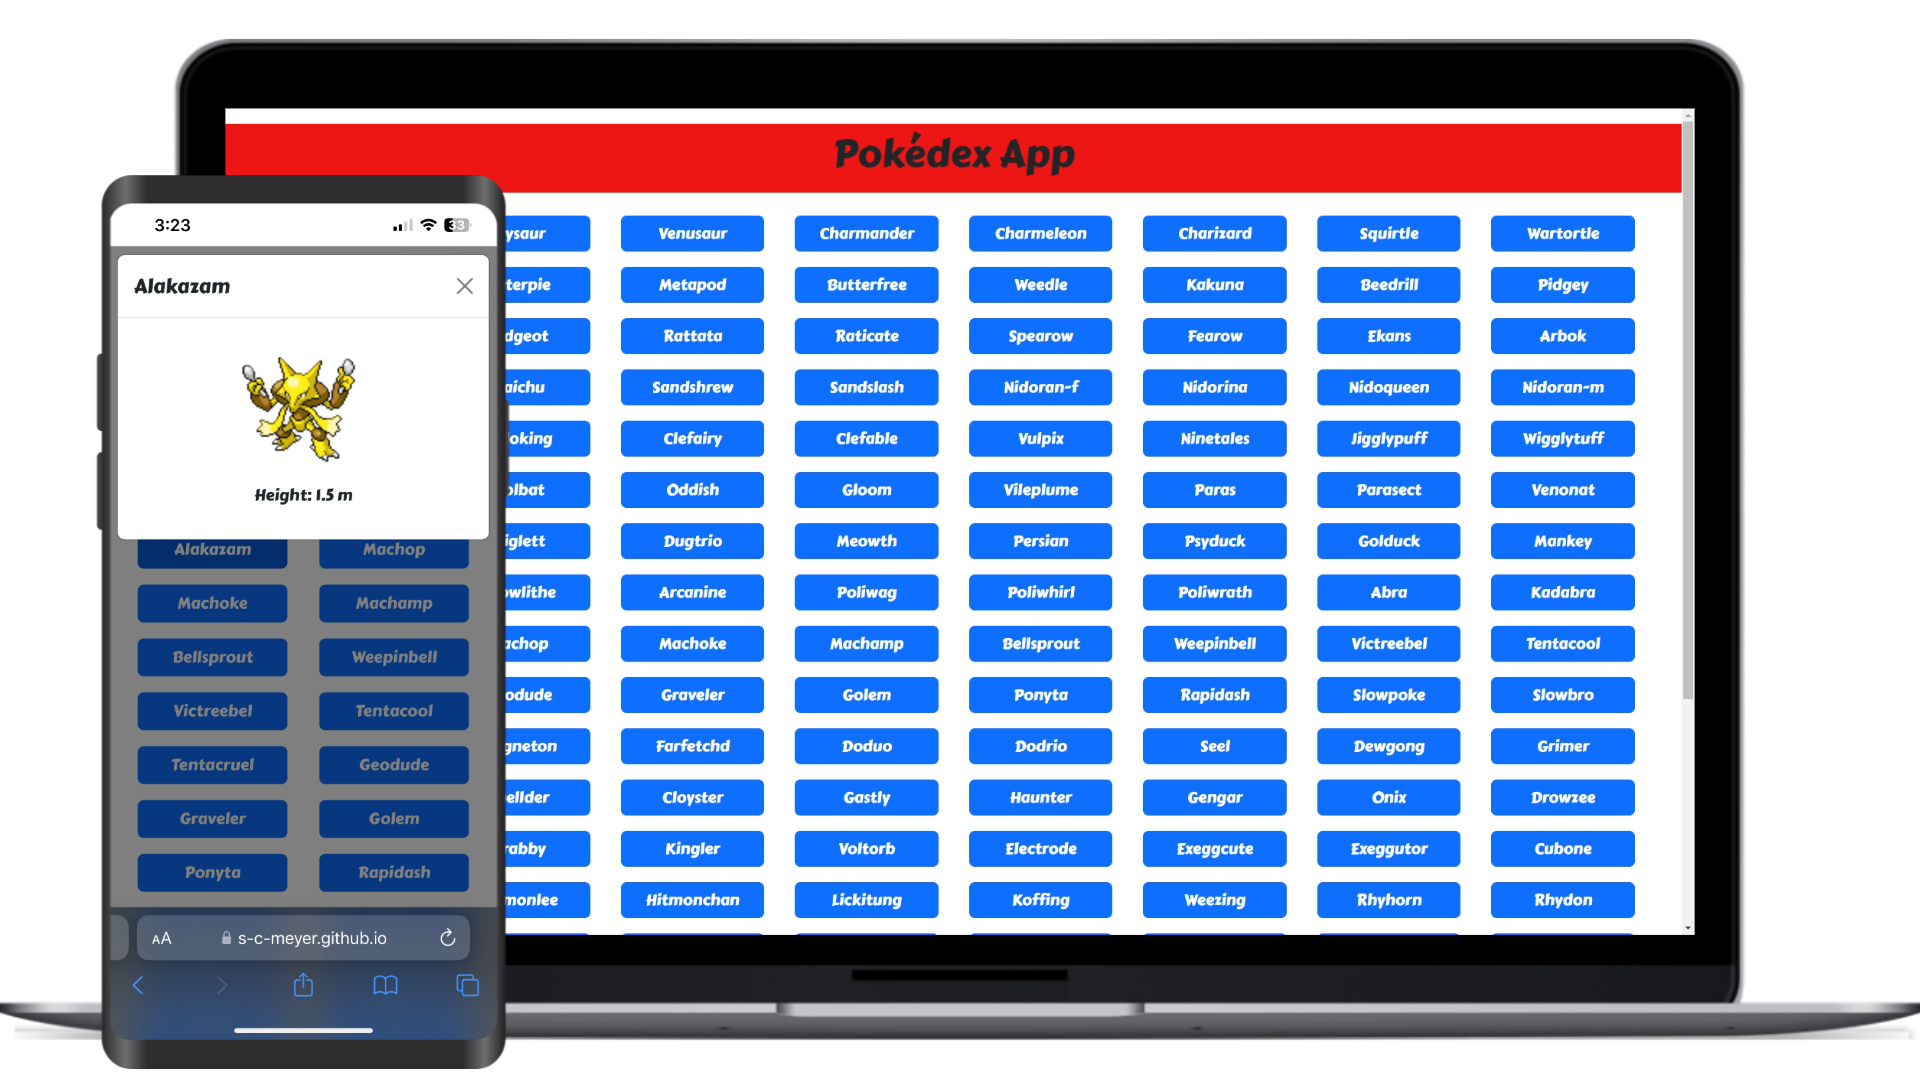 Pokédex App
ysaur Venusaur Charmander Charmeleon Charizard Squirtle Wartortle
terpie Metapod Butterfree Weedle Kakuna Beedrill Pidgey
dgeot Rattata Raticate Spearow Fearow Ekans Arbok
aichu Sandshrew Sandslash Nidoran-f Nidorina Nidoqueen Nidoran-m
oking Clefairy Clefable Vulpix Ninetales Jigglypuff Wigglytuff
olbat Oddish Gloom Vileplume Paras Parasect Venonat
iglett Dugtrio Meowth Persian Psyduck Golduck Mankey
owlithe Arcanine Poliwag Poliwhirl Poliwrath Abra Kadabra
achop Machoke Machamp Bellsprout Weepinbell Victreebel Tentacool
odude Graveler Golem Ponyta Rapidash Slowpoke Slowbro
gneton Farfetchd Doduo Dodrio Seel Dewgong Grimer
ellder Cloyster Gastly Haunter Gengar Onix Drowzee
rabby Kingler Voltorb Electrode Exeggcute Exeggutor Cubone
monlee Hitmonchan Lickitung Koffing Weezing Rhyhorn Rhydon
3:23 33
Alakazam
Height: 1.5 m
Alakazam Machop
Machoke Machamp
Bellsprout Weepinbell
Victreebel Tentacool
Tentacruel Geodude
Graveler Golem
Ponyta Rapidash
AA s-c-meyer.github.io